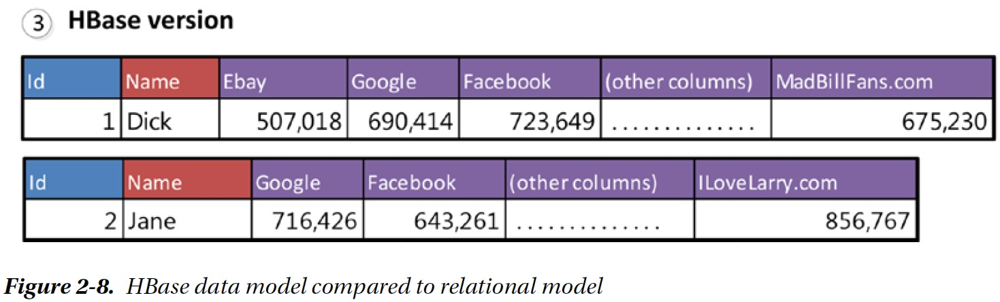 3 HBase version
Id Name Ebay Google Facebook (other columns) MadBillFans.com
1 Dick 507,018 690,414 723,649 ..............
675,230
Id Name Google Facebook (other columns) ILoveLarry.com
2 Jane 716,426 643,261 .............. 856,767
Figure 2-8. HBase data model compared to relational model